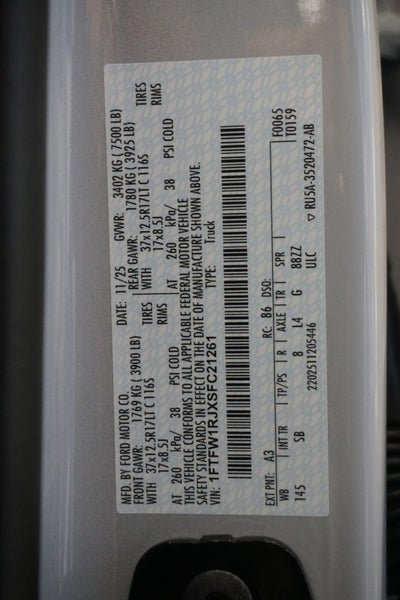 MFD. BY FORD MOTOR CO. DATE: 11/25 GVWR: 3402 KG ( 7500 LB)
FRONT GAWR: 1769 KG ( 3900 LB) REAR GAWR: 1780 KG ( 3925 LB)
WITH 37x12.5R17LT C 116S TIRES WITH 37x12.5R17LT C 116S TIRES
17x8.5J RIMS 17x8.5J RIMS
AT 260 kPa/ 38 PSI COLD AT 260 kPa/ 38 PSI COLD
THIS VEHICLE CONFORMS TO ALL APPLICABLE FEDERAL MOTOR VEHICLE
SAFETY STANDARDS IN EFFECT ON THE DATE OF MANUFACTURE SHOWN ABOVE.
VIN: 1FTFW1RJXSFC21261 TYPE: Truck
F0065
T0159
EXT PNT: A3 RC: 86 DSO:
WB INT TR TP/PS R AXLE TR SPR
145 SB 8 L4 G BBZZ
2202511205446 ULC ▽ RU5A-3520472-AB